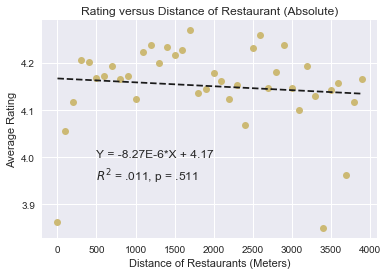 Rating versus Distance of Restaurant (Absolute)
Average Rating
4.2
4.1
4.0
3.9
Y = -8.27E-6*X + 4.17
R² = .011, p = .511
0 500 1000 1500 2000 2500 3000 3500 4000
Distance of Restaurants (Meters)